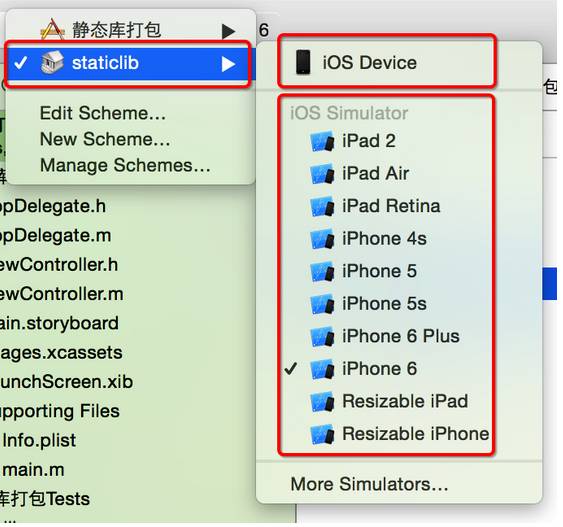 静态库打包
6
staticlib
Edit Scheme...
New Scheme...
Manage Schemes...
iOS Device
包
iOS Simulator
iPad 2
iPad Air
iPad Retina
iPhone 4s
iPhone 5
iPhone 5s
iPhone 6 Plus
iPhone 6
Resizable iPad
Resizable iPhone
More Simulators...
ppDelegate.h
ppDelegate.m
ewController.h
ewController.m
ain.storyboard
ages.xcassets
unchScreen.xib
upporting Files
Info.plist
main.m
库打包Tests